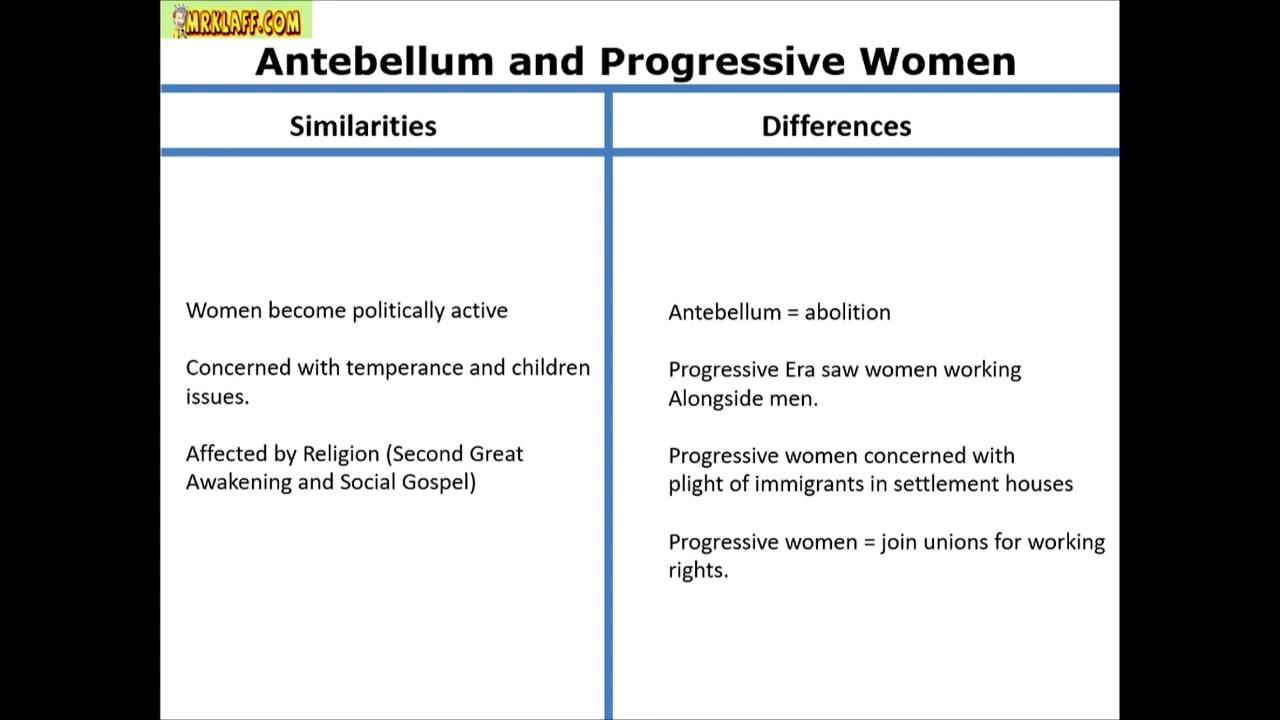 MRKLAFF.COM
Antebellum and Progressive Women
Similarities
Differences
Women become politically active
Concerned with temperance and children
issues.
Affected by Religion (Second Great
Awakening and Social Gospel)
Antebellum = abolition
Progressive Era saw women working
Alongside men.
Progressive women concerned with
plight of immigrants in settlement houses
Progressive women = join unions for working
rights.